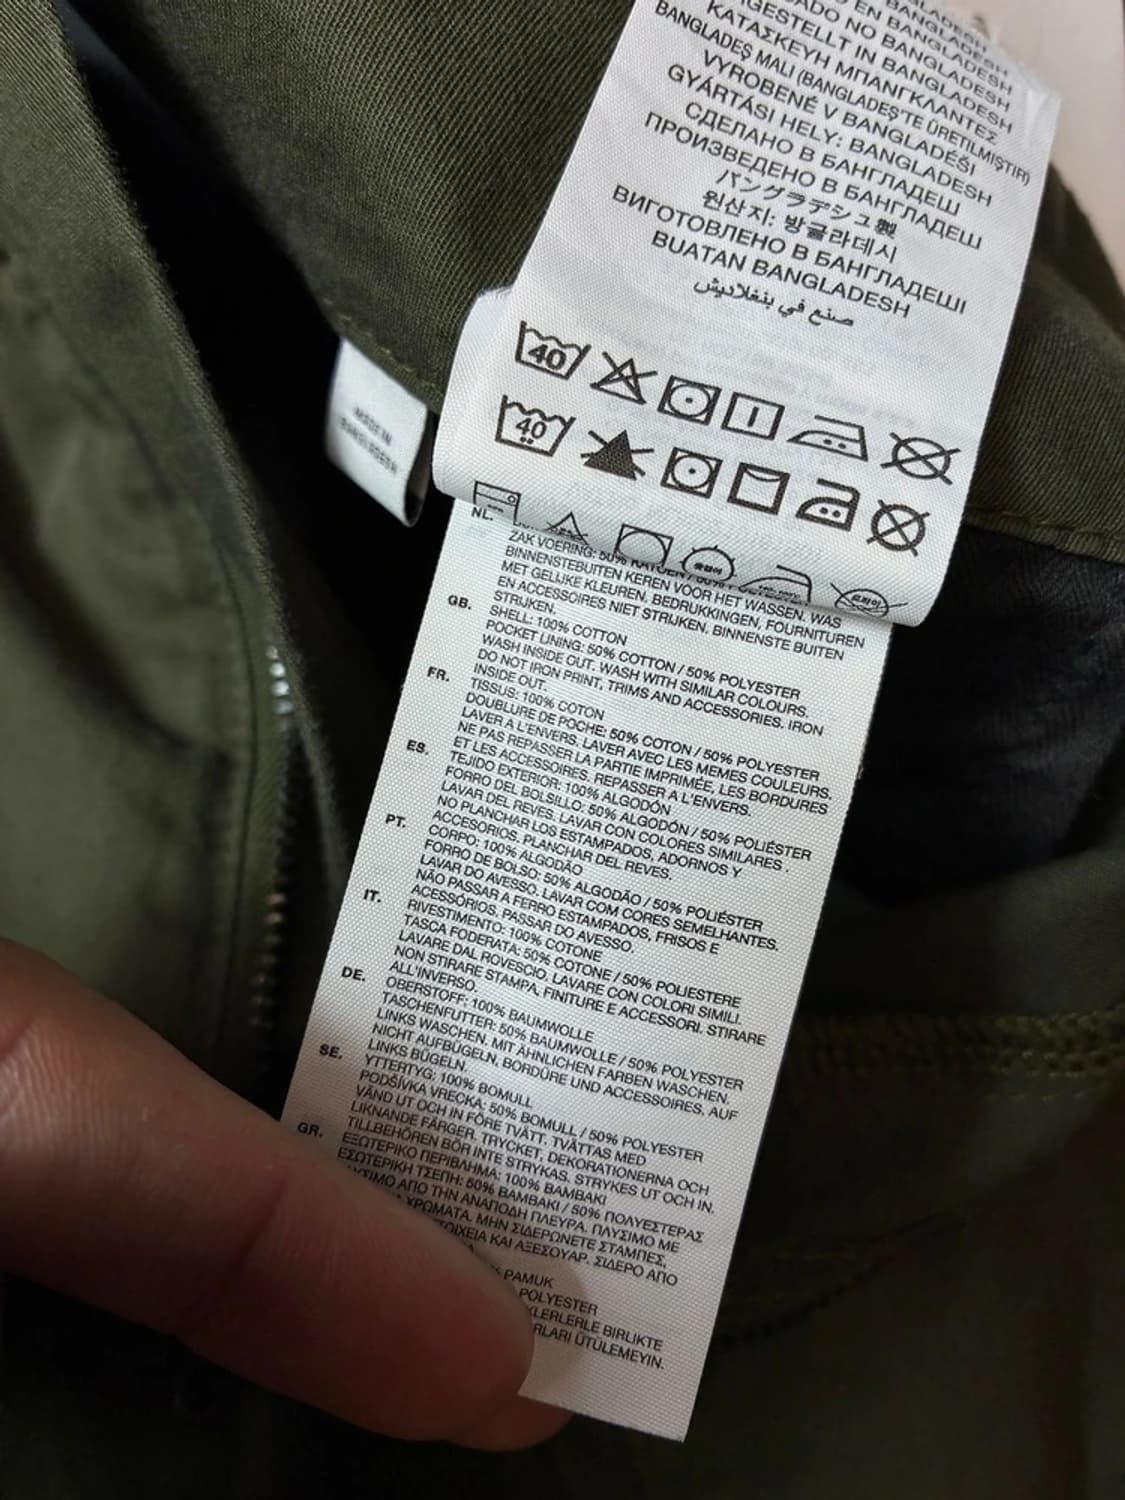 BANGLADESH
EN BANGLADESH
NO BANGLADESH
IN BANGLADESH
ΚΑΤΑΣΚΕΥΗ ΜΠΑΝΓΚΛΑΝΤΕΣ
BANGLADEŞ MALI (BANGLADEŞ'TE ÜRETILMIŞTIR)
VYROBENÉ V BANGLADÉŠI
GYÁRTÁSI HELY: BANGLADESH
СДЕЛАНО В БАНГЛАДЕШ
ПРОИЗВЕДЕНО В БАНГЛАДЕШ
バングラデシュ製
원산지: 방글라데시
ВИГОТОВЛЕНО В БАНГЛАДЕШІ
BUATAN BANGLADESH
صنع في بنغلاديش
40
40
MADE IN
BANGLADESH
NL.
ZAK VOERING: 50% KATOEN / 50%
BINNENSTEBUITEN KEREN VOOR HET WASSEN. WAS
MET GELIJKE KLEUREN. BEDRUKKINGEN, FOURNITUREN
EN ACCESSOIRES NIET STRIJKEN. BINNENSTE BUITEN
STRIJKEN.
GB. SHELL: 100% COTTON
POCKET LINING: 50% COTTON / 50% POLYESTER
WASH INSIDE OUT. WASH WITH SIMILAR COLOURS.
DO NOT IRON PRINT, TRIMS AND ACCESSORIES. IRON
INSIDE OUT.
FR. TISSUS: 100% COTON
DOUBLURE DE POCHE: 50% COTON / 50% POLYESTER
LAVER A L'ENVERS. LAVER AVEC LES MEMES COULEURS.
NE PAS REPASSER LA PARTIE IMPRIMÉE, LES BORDURES
ET LES ACCESSOIRES. REPASSER A L'ENVERS.
ES. TEJIDO EXTERIOR: 100% ALGODÓN
FORRO DEL BOLSILLO: 50% ALGODÓN / 50% POLIÉSTER
LAVAR DEL REVES. LAVAR CON COLORES SIMILARES .
NO PLANCHAR LOS ESTAMPADOS, ADORNOS Y
ACCESORIOS. PLANCHAR DEL REVES.
PT. CORPO: 100% ALGODÃO
FORRO DE BOLSO: 50% ALGODÃO / 50% POLIÉSTER
LAVAR DO AVESSO. LAVAR COM CORES SEMELHANTES.
NÃO PASSAR A FERRO ESTAMPADOS, FRISOS E
ACESSÓRIOS. PASSAR DO AVESSO.
IT. RIVESTIMENTO: 100% COTONE
TASCA FODERATA: 50% COTONE / 50% POLIESTERE
LAVARE DAL ROVESCIO. LAVARE CON COLORI SIMILI.
NON STIRARE STAMPA, FINITURE E ACCESSORI. STIRARE
ALL'INVERSO.
DE. OBERSTOFF: 100% BAUMWOLLE
TASCHENFUTTER: 50% BAUMWOLLE / 50% POLYESTER
LINKS WASCHEN. MIT ÄHNLICHEN FARBEN WASCHEN.
NICHT AUFBÜGELN, BORDÜRE UND ACCESSOIRES, AUF
LINKS BÜGELN.
SE. YTTERTYG: 100% BOMULL
PODŠÍVKA VRECKA: 50% BOMULL / 50% POLYESTER
VÄND UT OCH IN FÖRE TVÄTT. TVÄTTAS MED
LIKNANDE FÄRGER. TRYCKET, DEKORATIONERNA OCH
TILLBEHÖREN BÖR INTE STRYKAS. STRYKES UT OCH IN.
GR. ΕΞΩΤΕΡΙΚΟ ΠΕΡΙΒΛΗΜΑ: 100% ΒΑΜΒΑΚΙ
ΕΣΩΤΕΡΙΚΗ ΤΣΕΠΗ: 50% ΒΑΜΒΑΚΙ / 50% ΠΟΛΥΕΣΤΕΡΑΣ
ΑΠΟ ΤΗΝ ΑΝΑΠΟΔΗ ΠΛΕΥΡΑ. ΠΛΥΣΙΜΟ ΜΕ
ΧΡΩΜΑΤΑ. ΜΗΝ ΣΙΔΕΡΩΝΕΤΕ ΣΤΑΜΠΕΣ,
ΚΑΙ ΑΞΕΣΟΥΑΡ. ΣΙΔΕΡΟ ΑΠΟ
PAMUK
POLYESTER
BIRLIKTE
ÜTÜLEMEYIN.